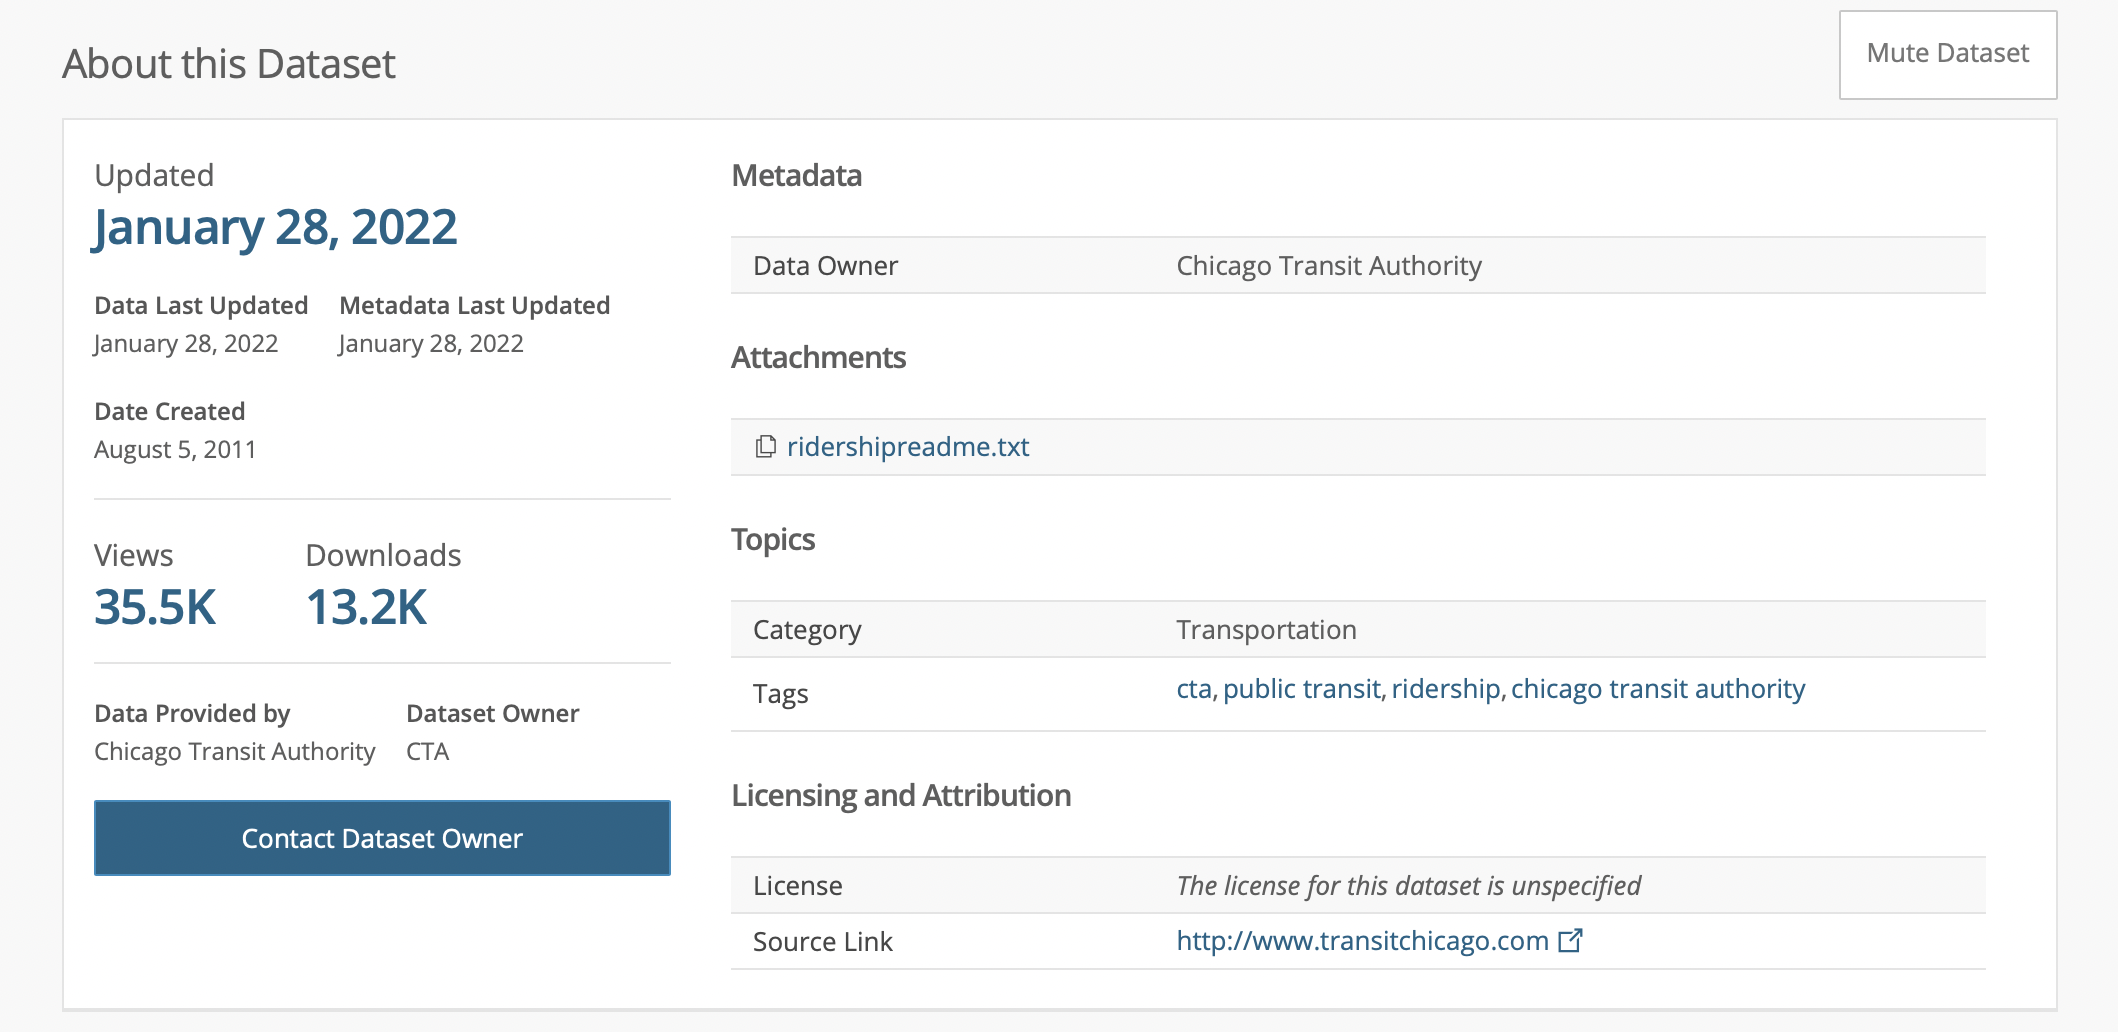 About this Dataset
Mute Dataset
Updated
January 28, 2022
Data Last Updated
January 28, 2022
Metadata Last Updated
January 28, 2022
Date Created
August 5, 2011
Views
35.5K
Downloads
13.2K
Data Provided by
Chicago Transit Authority
Dataset Owner
CTA
Contact Dataset Owner
Metadata
Data Owner Chicago Transit Authority
Attachments
ridershipreadme.txt
Topics
Category Transportation
Tags cta, public transit, ridership, chicago transit authority
Licensing and Attribution
License The license for this dataset is unspecified
Source Link http://www.transitchicago.com